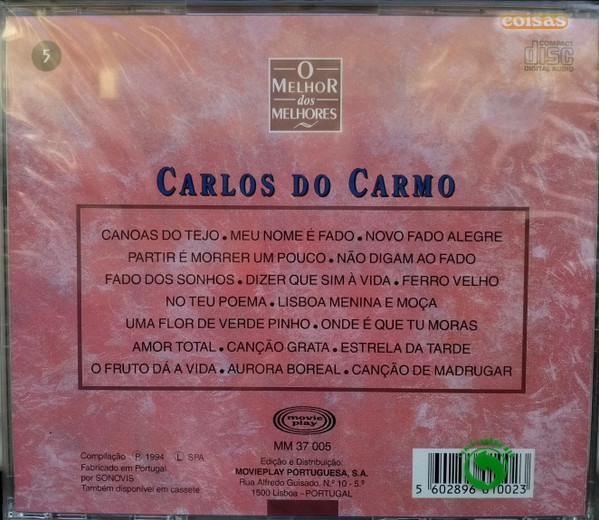 coisas
5
COMPACT
disc
DIGITAL AUDIO
O
MELHOR
dos
MELHORES
CARLOS DO CARMO
CANOAS DO TEJO • MEU NOME É FADO • NOVO FADO ALEGRE
PARTIR É MORRER UM POUCO • NÃO DIGAM AO FADO
FADO DOS SONHOS • DIZER QUE SIM À VIDA • FERRO VELHO
NO TEU POEMA • LISBOA MENINA E MOÇA
UMA FLOR DE VERDE PINHO • ONDE É QUE TU MORAS
AMOR TOTAL • CANÇÃO GRATA • ESTRELA DA TARDE
O FRUTO DÁ A VIDA • AURORA BOREAL • CANÇÃO DE MADRUGAR
movie
play
MM 37 005
Compilação ℗ 1994 Ⓛ SPA
Fabricado em Portugal
por SONOVIS
Também disponível em cassete
Edição e Distribuição:
MOVIEPLAY PORTUGUESA, S.A.
Rua Alfredo Guisado, N.º 10 - 5.º
1500 Lisboa - PORTUGAL
5 602896 010023